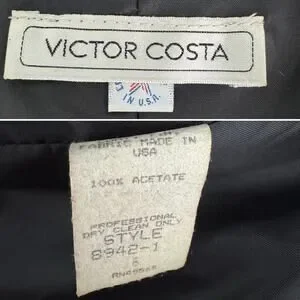 VICTOR COSTA
IN U.S.A.
FABRIC MADE IN
USA
100% ACETATE
PROFESSIONAL
DRY CLEAN ONLY
STYLE
8942-1